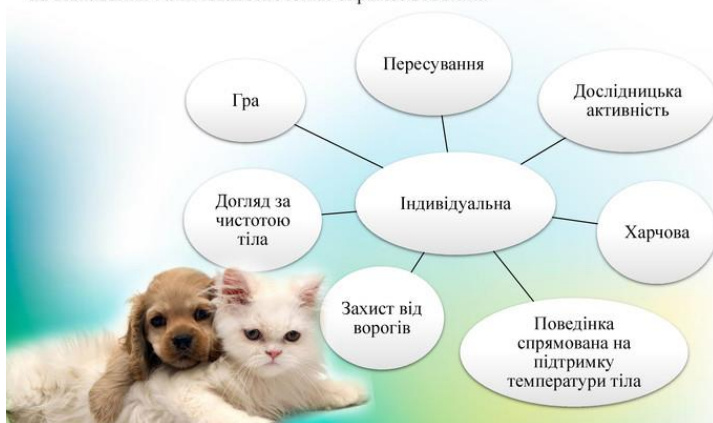 Пересування
Дослідницька
активність
Гра
Індивідуальна
Догляд за
чистотою
тіла
Харчова
Захист від
ворогів
Поведінка
спрямована на
підтримку
температури тіла